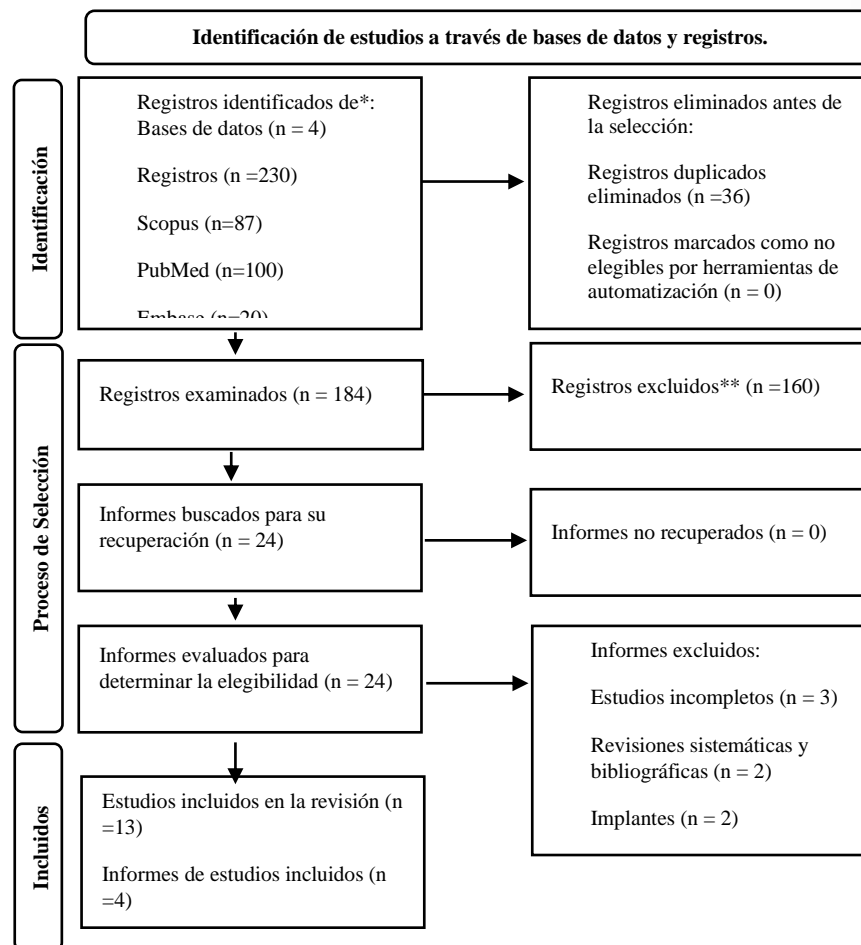 Identificación de estudios a través de bases de datos y registros.
Identificación
Registros identificados de*:
Bases de datos (n = 4)
Registros (n =230)
Scopus (n=87)
PubMed (n=100)
Embase (n=20)
Registros eliminados antes de
la selección:
Registros duplicados
eliminados (n =36)
Registros marcados como no
elegibles por herramientas de
automatización (n = 0)
Proceso de Selección
Registros examinados (n = 184)
Registros excluidos** (n =160)
Informes buscados para su
recuperación (n = 24)
Informes no recuperados (n = 0)
Informes evaluados para
determinar la elegibilidad (n = 24)
Informes excluidos:
Estudios incompletos (n = 3)
Revisiones sistemáticas y
bibliográficas (n = 2)
Implantes (n = 2)
Incluidos
Estudios incluidos en la revisión (n
=13)
Informes de estudios incluidos (n
=4)